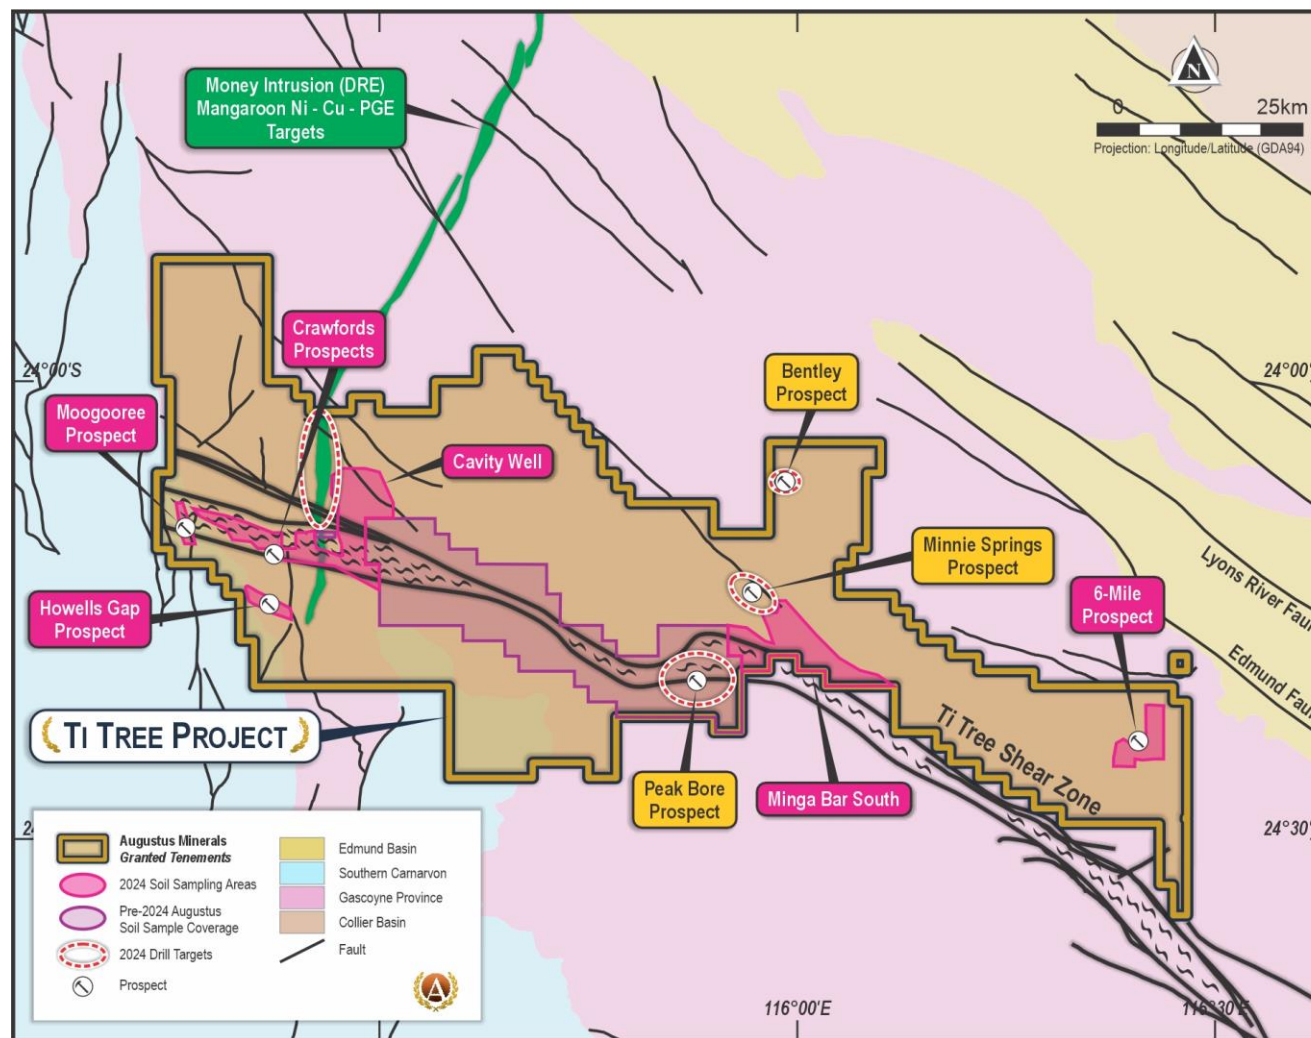 Money Intrusion (DRE)
Mangaroon Ni - Cu - PGE
Targets
N
0
25km
Projection: Longitude/Latitude (GDA94)
Crawfords
Prospects
24°00'S
24°00'
Moogooree
Prospect
Bentley
Prospect
Cavity Well
Minnie Springs
Prospect
Lyons River Fault
6-Mile
Prospect
Howells Gap
Prospect
Edmund Fault
TI TREE PROJECT
Ti Tree Shear Zone
Peak Bore
Prospect
Minga Bar South
24°30'
Augustus Minerals
Granted Tenements
2024 Soil Sampling Areas
Pre-2024 Augustus
Soil Sample Coverage
2024 Drill Targets
Prospect
Edmund Basin
Southern Carnarvon
Gascoyne Province
Collier Basin
Fault
A
116°00'E
116°30'E